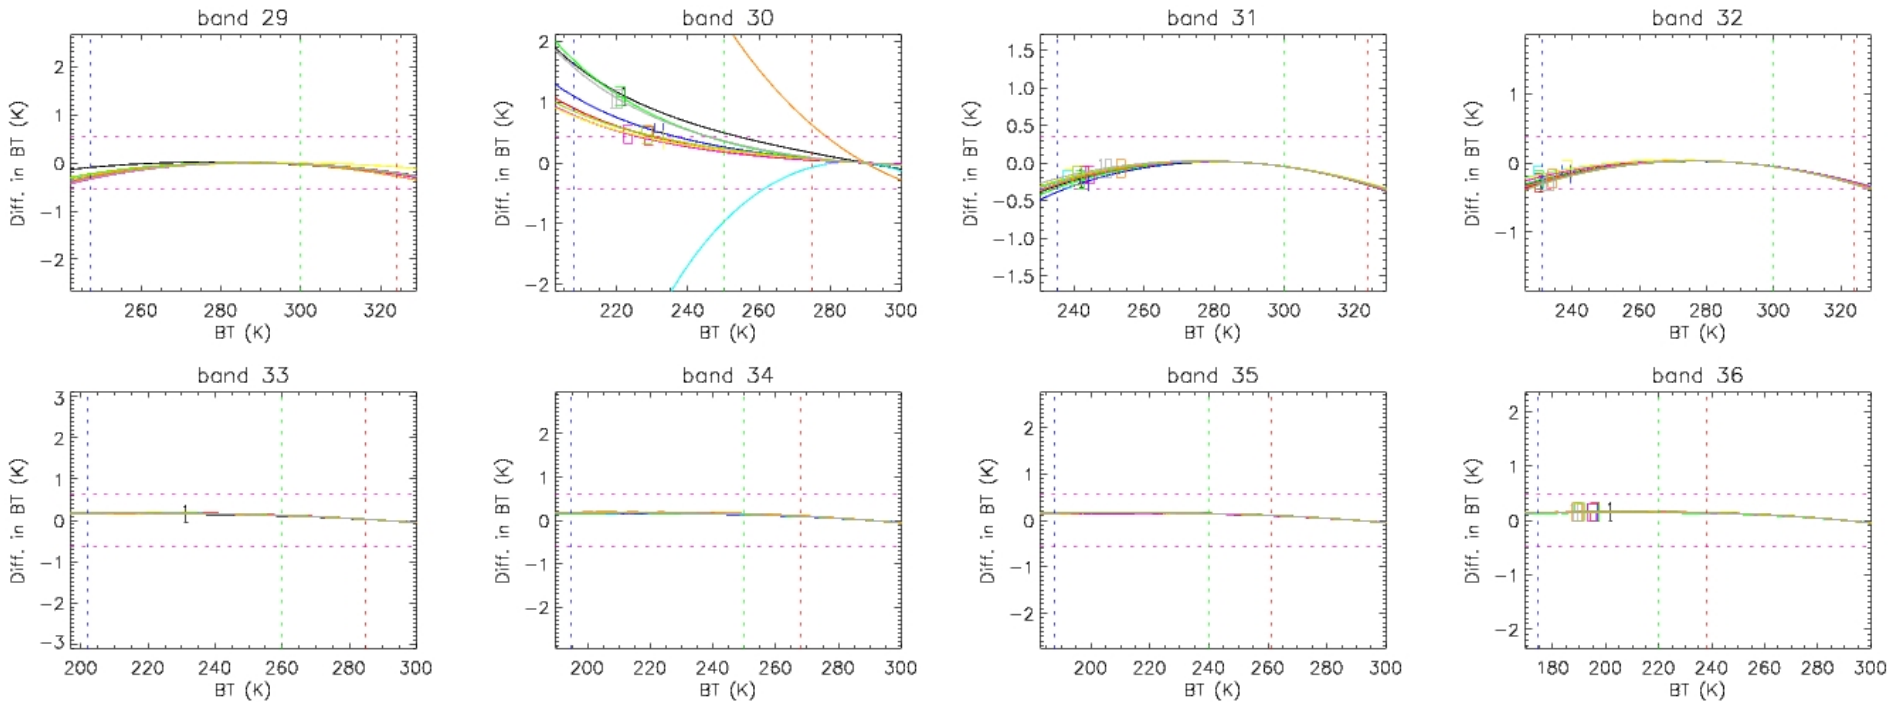 band 29
band 30
band 31
band 32
Diff. in BT (K)
2
1
0
−1
−2
260 280 300 320
BT (K)
Diff. in BT (K)
2
1
0
−1
−2
220 240 260 280 300
BT (K)
Diff. in BT (K)
1.5
1.0
0.5
0.0
−0.5
−1.0
−1.5
240 260 280 300 320
BT (K)
Diff. in BT (K)
1
0
−1
240 260 280 300 320
BT (K)
band 33
band 34
band 35
band 36
Diff. in BT (K)
3
2
1
0
−1
−2
−3
1
200 220 240 260 280 300
BT (K)
Diff. in BT (K)
2
1
0
−1
−2
200 220 240 260 280 300
BT (K)
Diff. in BT (K)
2
1
0
−1
−2
200 220 240 260 280 300
BT (K)
Diff. in BT (K)
2
1
0
−1
−2
1
180 200 220 240 260 280 300
BT (K)